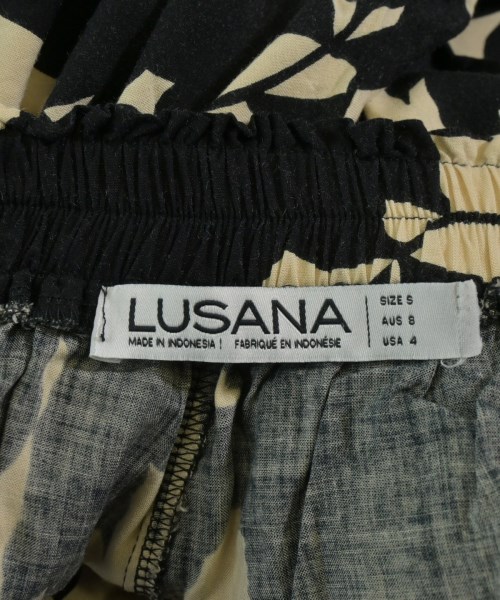 LUSANA
MADE IN INDONESIA | FABRIQUÉ EN INDONÉSIE
SIZE S
AUS 8
USA 4